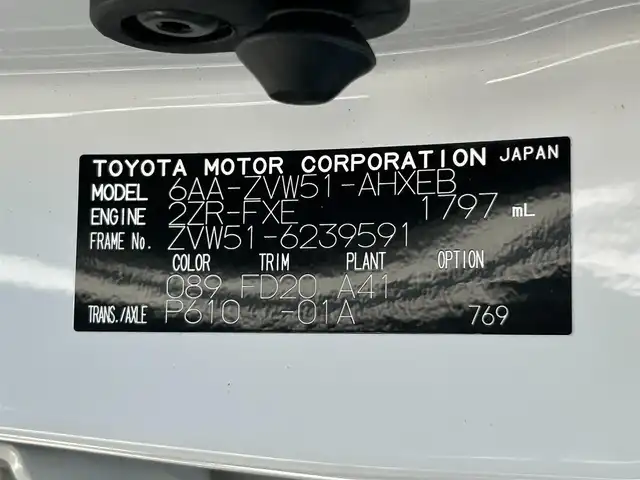 TOYOTA MOTOR CORPORATION JAPAN
MODEL 6AA-ZVW51-AHXEB
ENGINE 2ZR-FXE 1797 mL
FRAME No. ZVW51-6239591
COLOR TRIM PLANT OPTION
089 FD20 A41
TRANS./AXLE P610 -01A 769